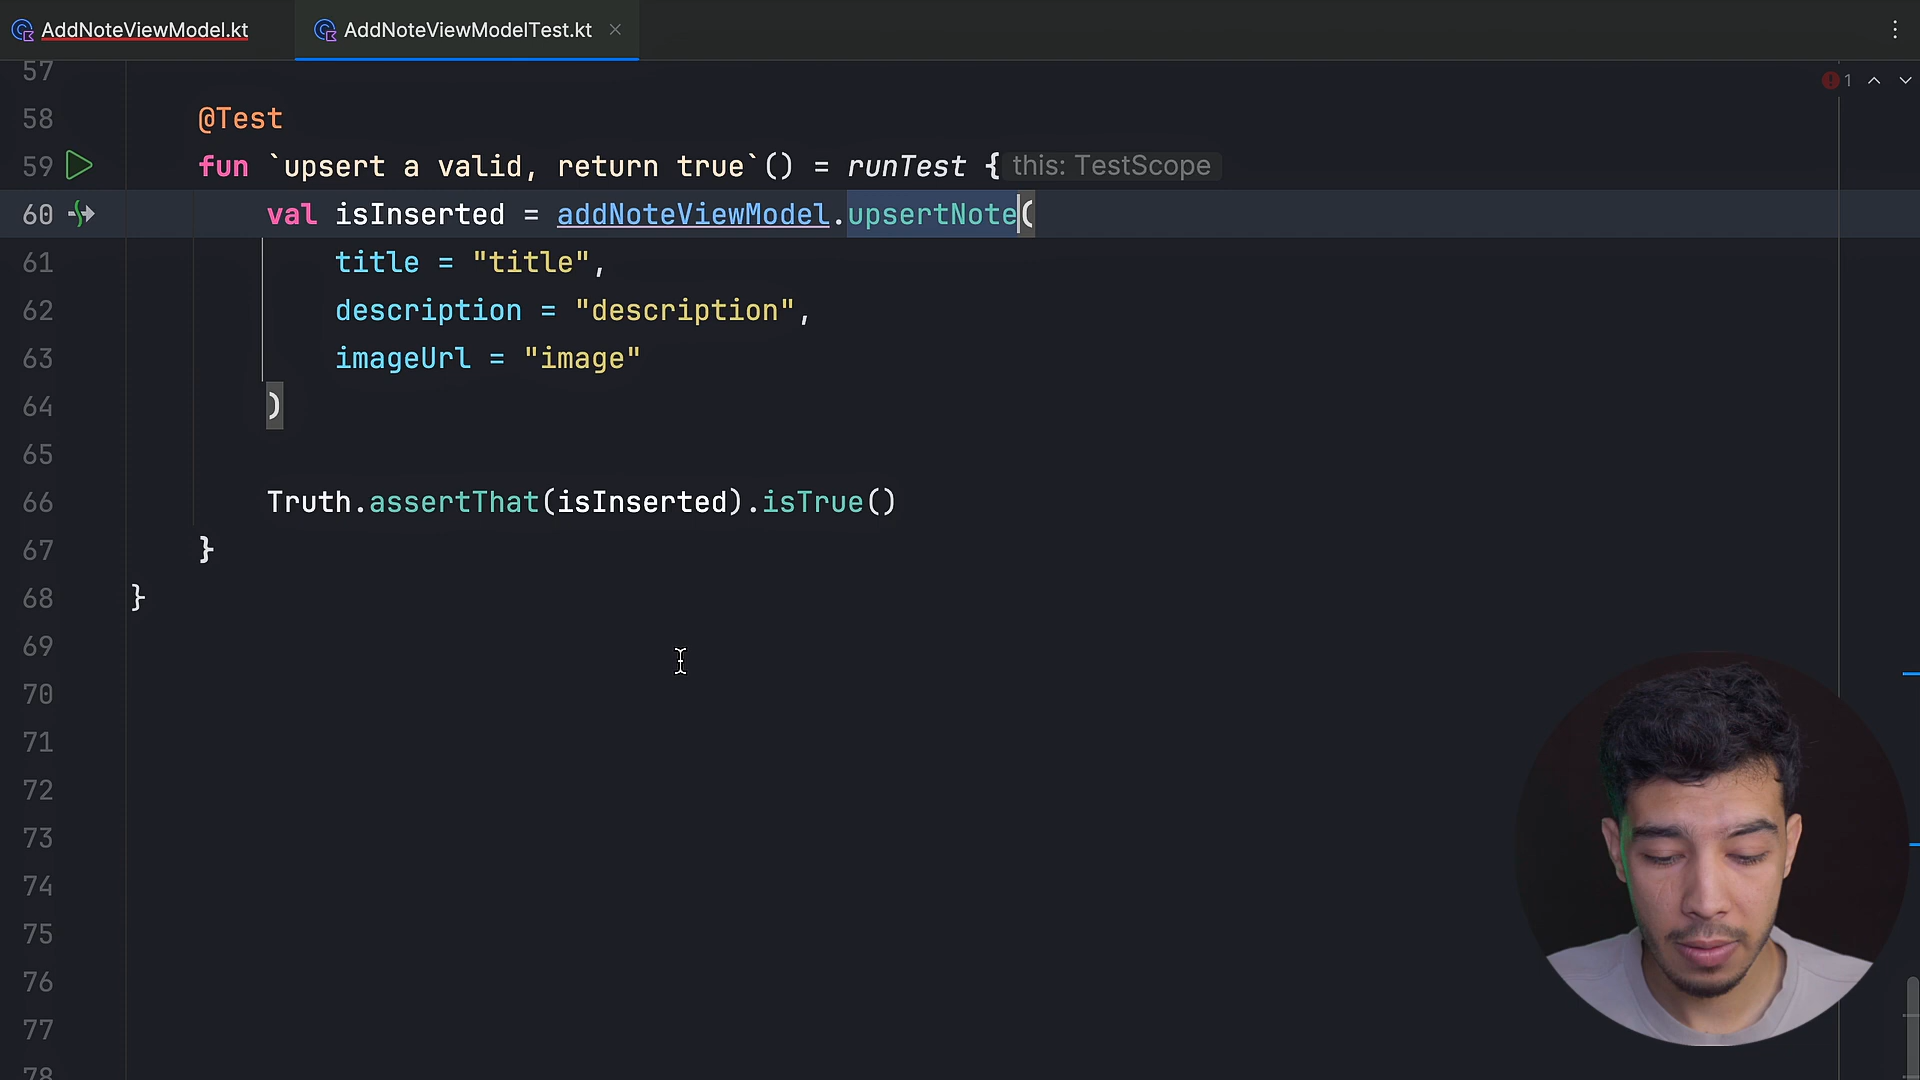 AddNoteViewModel.kt
AddNoteViewModelTest.kt
57
1
58 @Test
59 fun `upsert a valid, return true`() = runTest { this: TestScope
60 val isInserted = addNoteViewModel.upsertNote(
61 title = "title",
62 description = "description",
63 imageUrl = "image"
64 )
65
66 Truth.assertThat(isInserted).isTrue()
67 }
68 }
69
70
71
72
73
74
75
76
77
78